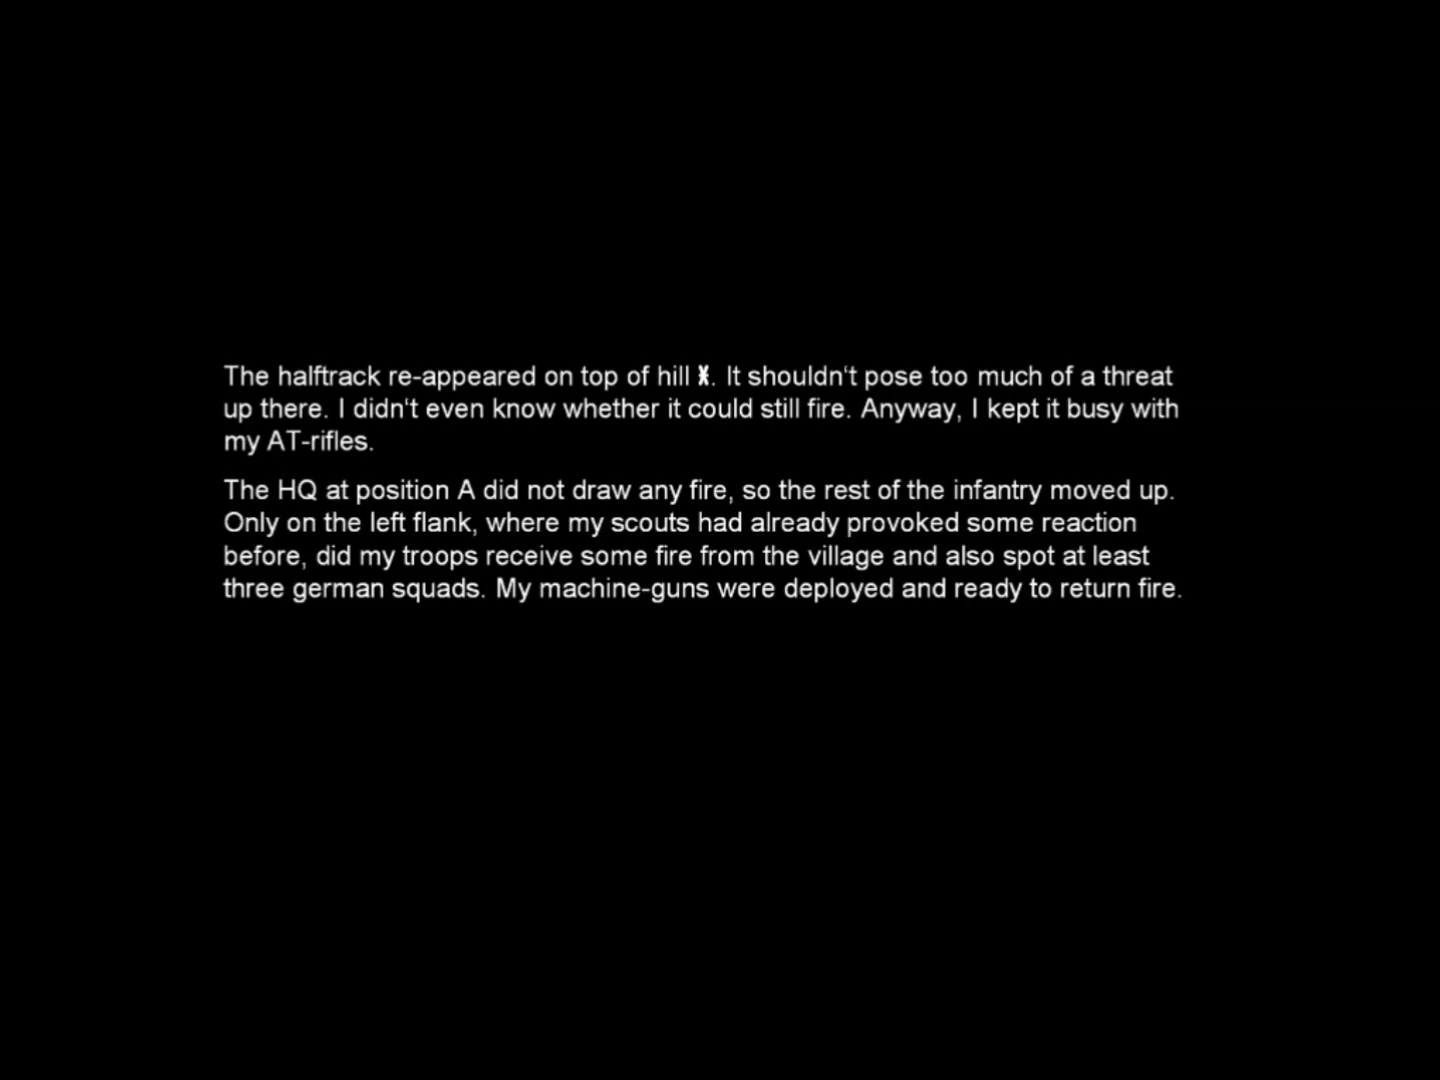 The halftrack re-appeared on top of hill . It shouldn‘t pose too much of a threat
up there. I didn‘t even know whether it could still fire. Anyway, I kept it busy with
my AT-rifles.
The HQ at position A did not draw any fire, so the rest of the infantry moved up.
Only on the left flank, where my scouts had already provoked some reaction
before, did my troops receive some fire from the village and also spot at least
three german squads. My machine-guns were deployed and ready to return fire.